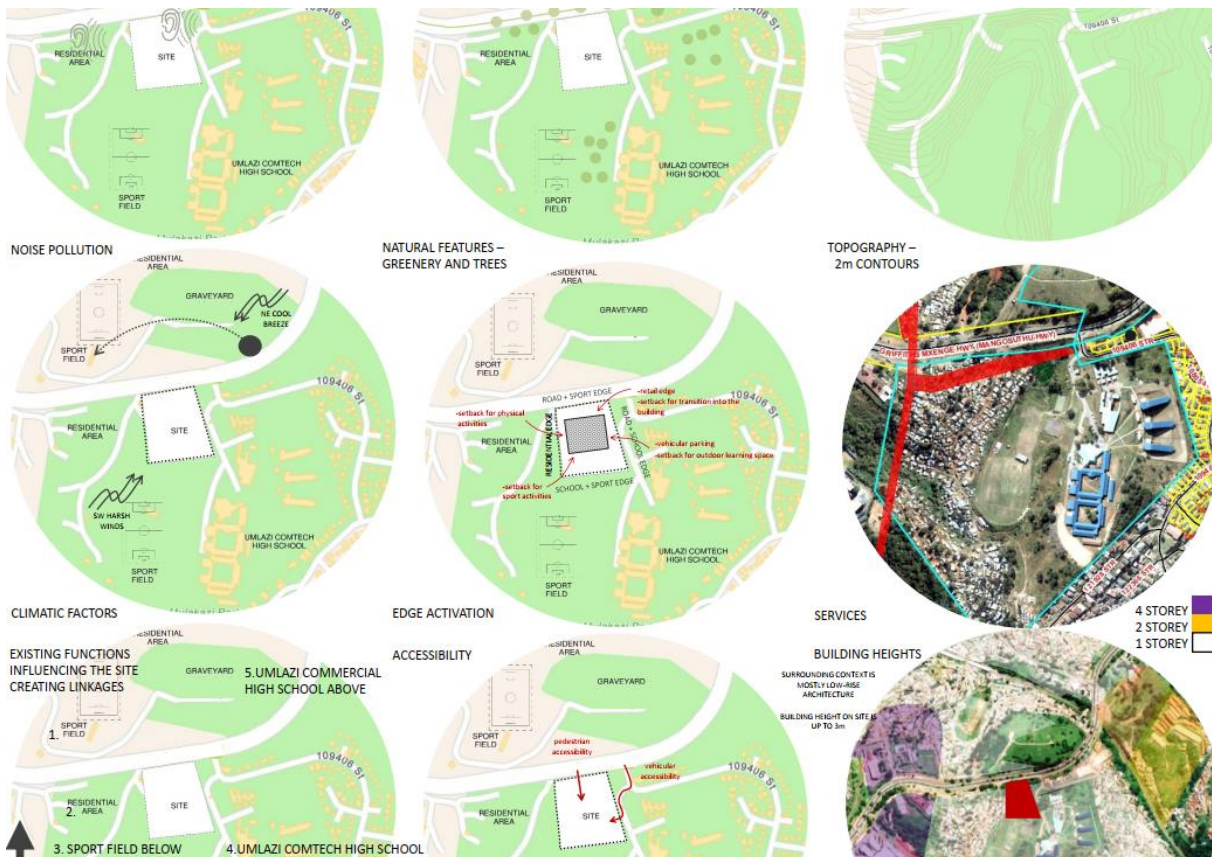 109406 St
RESIDENTIAL
AREA
SITE
UMLAZI COMTECH
HIGH SCHOOL
SPORT
FIELD
NOISE POLLUTION
RESIDENTIAL
AREA
SITE
109406 St
UMLAZI COMTECH
HIGH SCHOOL
SPORT
FIELD
NATURAL FEATURES –
GREENERY AND TREES
109406 St
TOPOGRAPHY –
2m CONTOURS
RESIDENTIAL
AREA
GRAVEYARD
NE COOL
BREEZE
SPORT
FIELD
109406 St
RESIDENTIAL
AREA
SITE
SW HARSH
WINDS
UMLAZI COMTECH
HIGH SCHOOL
CLIMATIC FACTORS
RESIDENTIAL
AREA
GRAVEYARD
SPORT
FIELD
109406 St
ROAD + SPORT EDGE
-retail edge
-setback for transition into the
building
-setback for physical
activities
RESIDENTIAL
AREA
RESIDENTIAL EDGE
ROAD + SCHOOL EDGE
-vehicular parking
-setback for outdoor learning space
-setback for
sport activities
SCHOOL + SPORT EDGE
UMLAZI COMTECH
HIGH SCHOOL
SPORT
FIELD
EDGE ACTIVATION
GRIFFITHS MXENGE HWY (MANGOSUTHU-HWY)
109406 STR
SERVICES
4 STOREY
2 STOREY
1 STOREY
EXISTING FUNCTIONS
INFLUENCING THE SITE
CREATING LINKAGES
RESIDENTIAL
AREA
GRAVEYARD
5.UMLAZI COMMERCIAL
HIGH SCHOOL ABOVE
SPORT
FIELD
1.
109406 St
RESIDENTIAL
AREA
2.
SITE
3. SPORT FIELD BELOW
4.UMLAZI COMTECH HIGH SCHOOL
ACCESSIBILITY
RESIDENTIAL
AREA
GRAVEYARD
SPORT
FIELD
pedestrian
accessibility
vehicular
accessibility
109406 St
RESIDENTIAL
AREA
SITE
BUILDING HEIGHTS
SURROUNDING CONTEXT IS
MOSTLY LOW-RISE
ARCHITECTURE
BUILDING HEIGHT ON SITE IS
UP TO 3m